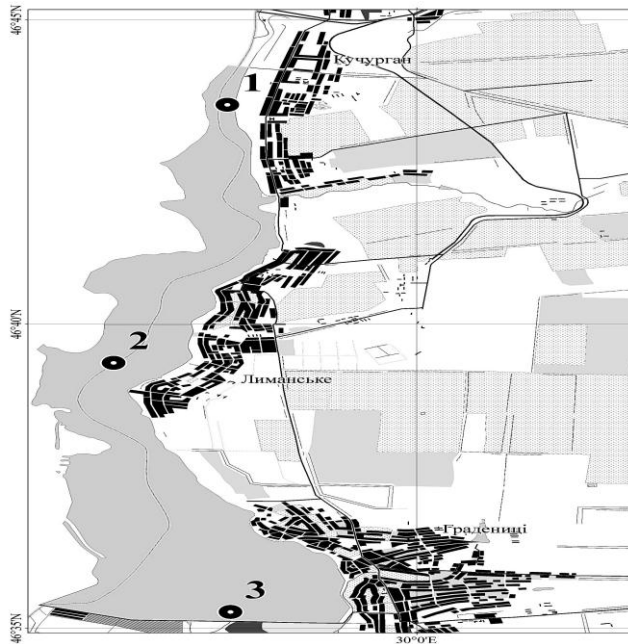 46°45'N
1
Кучурган
46°40'N
2
Лиманське
Градениці
3
46°35'N
30°0'E